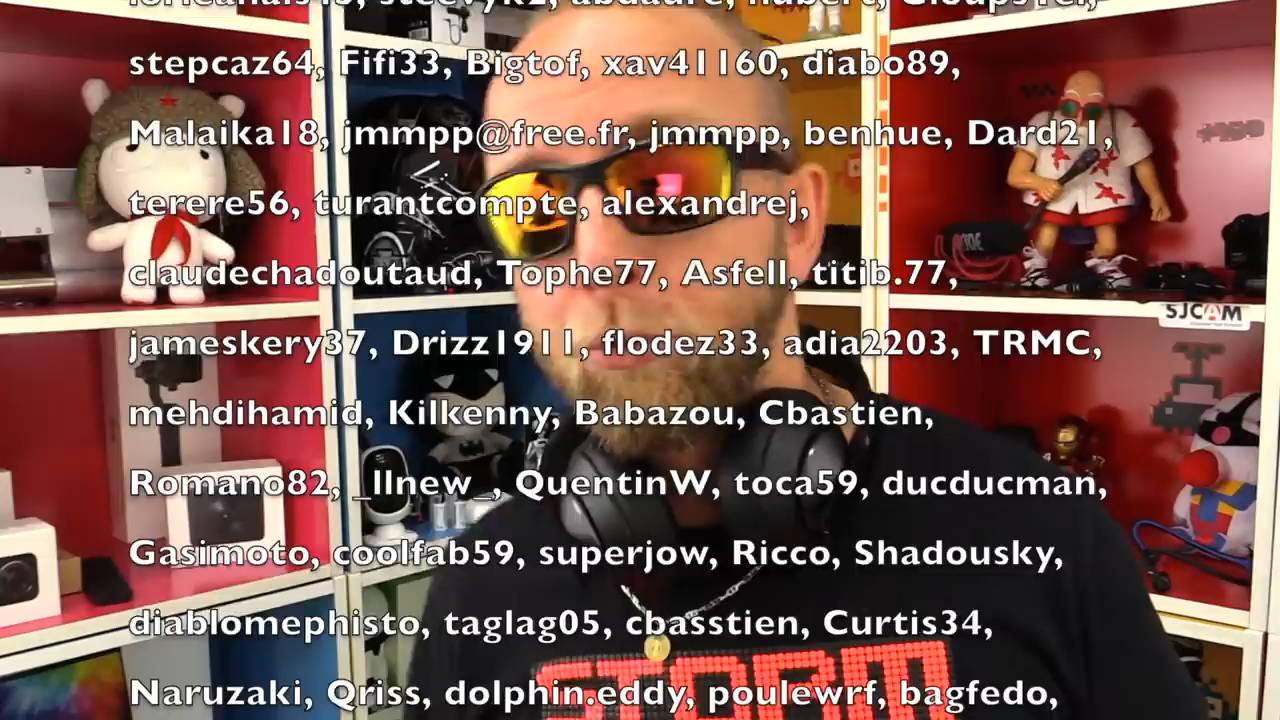 stepcaz64, Fifi33, Bigtof, xav41160, diabo89,
Malaika18, jmmpp@free.fr, jmmpp, benhue, Dard21,
terere56, turantcompte, alexandrej,
claudechadoutaud, Tophe77, Asfell, titib.77,
SJCAM
jameskery37, Drizz1911, flodez33, adia2203, TRMC,
mehdihamid, Kilkenny, Babazou, Cbastien,
Romano82, _llnew_, QuentinW, toca59, ducducman,
Gasimoto, coolfab59, superjow, Ricco, Shadousky,
diablomephisto, taglag05, cbasstien, Curtis34,
STORM
Naruzaki, Qriss, dolphin.eddy, poulewrf, bagfedo,